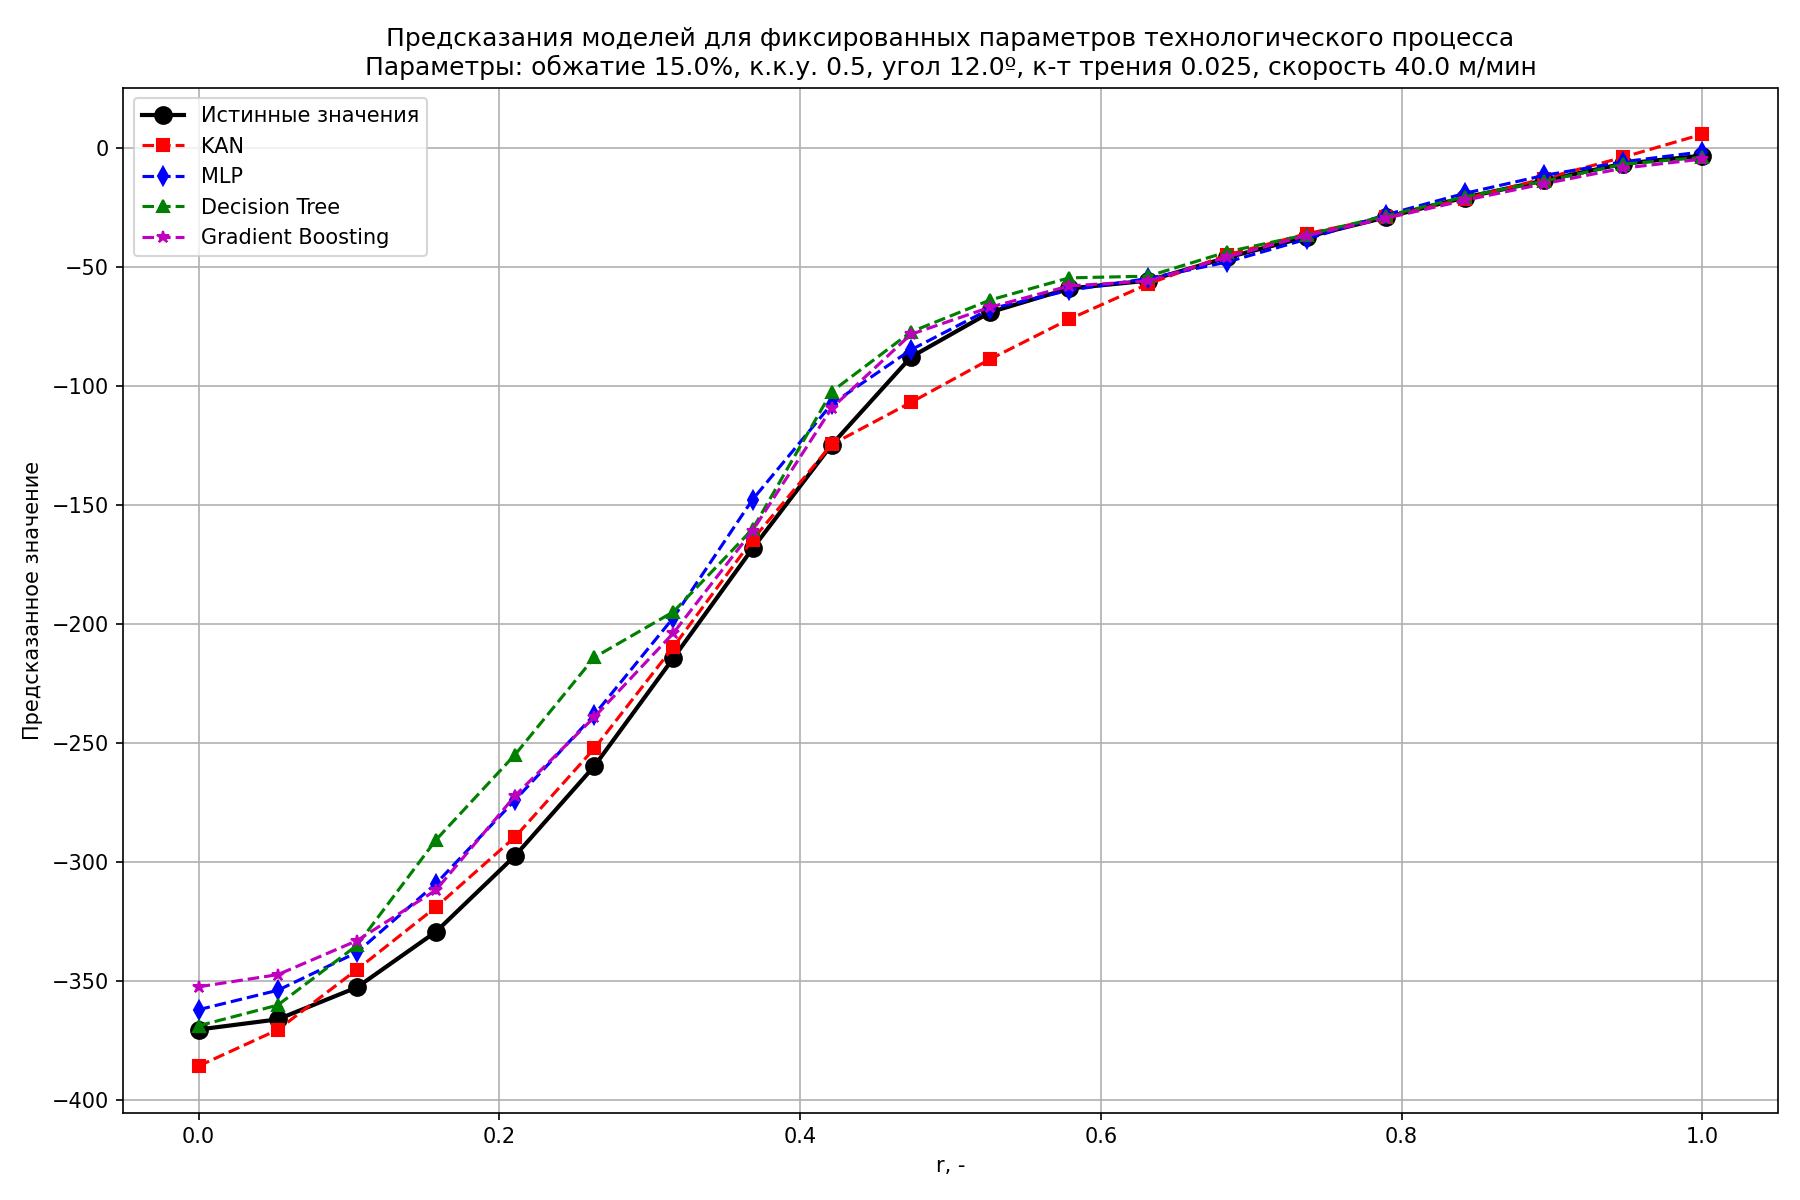 Предсказания моделей для фиксированных параметров технологического процесса
Параметры: обжатие 15.0%, к.к.у. 0.5, угол 12.0º, к-т трения 0.025, скорость 40.0 м/мин
Истинные значения
KAN
MLP
Decision Tree
Gradient Boosting
Предсказанное значение
0
−50
−100
−150
−200
−250
−300
−350
−400
0.0 0.2 0.4 0.6 0.8 1.0
r, -